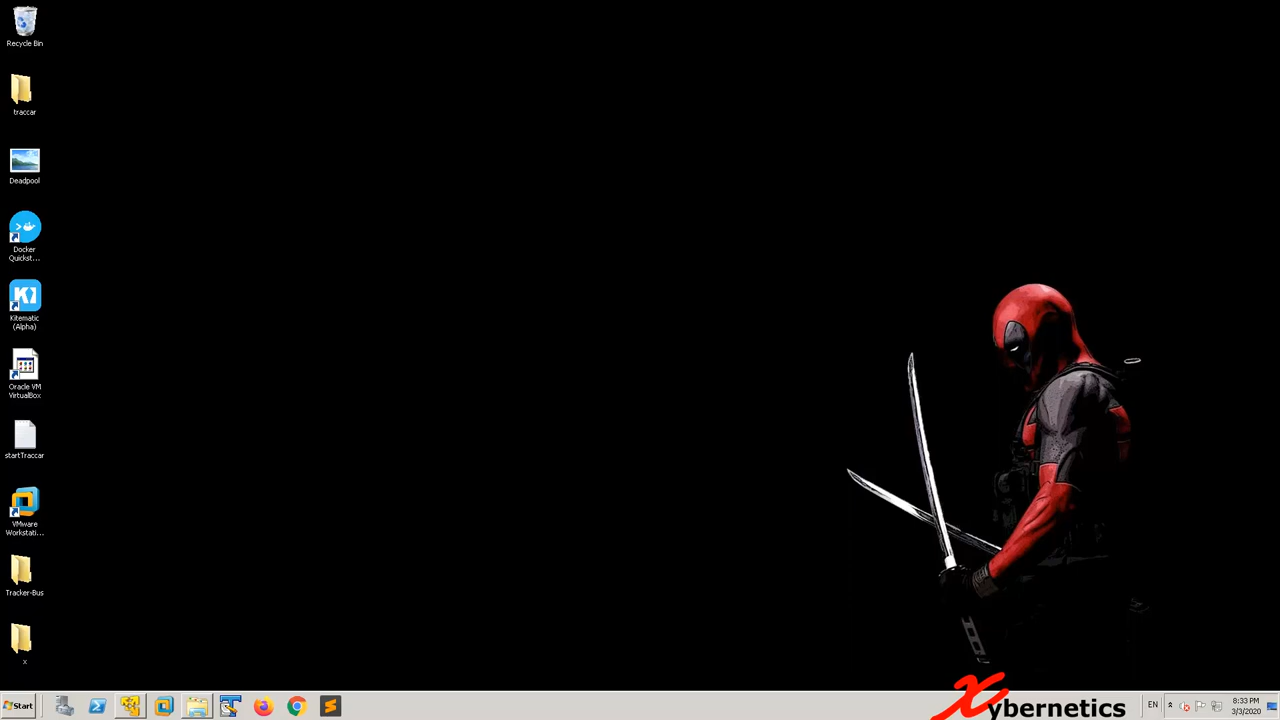 Recycle Bin
traccar
Deadpool
Docker
Quickst...
Kitematic
(Alpha)
Oracle VM
VirtualBox
startTraccar
VMware
Workstati...
Tracker-Bus
x
Start
Xybernetics
EN
8:33 PM
3/3/2020